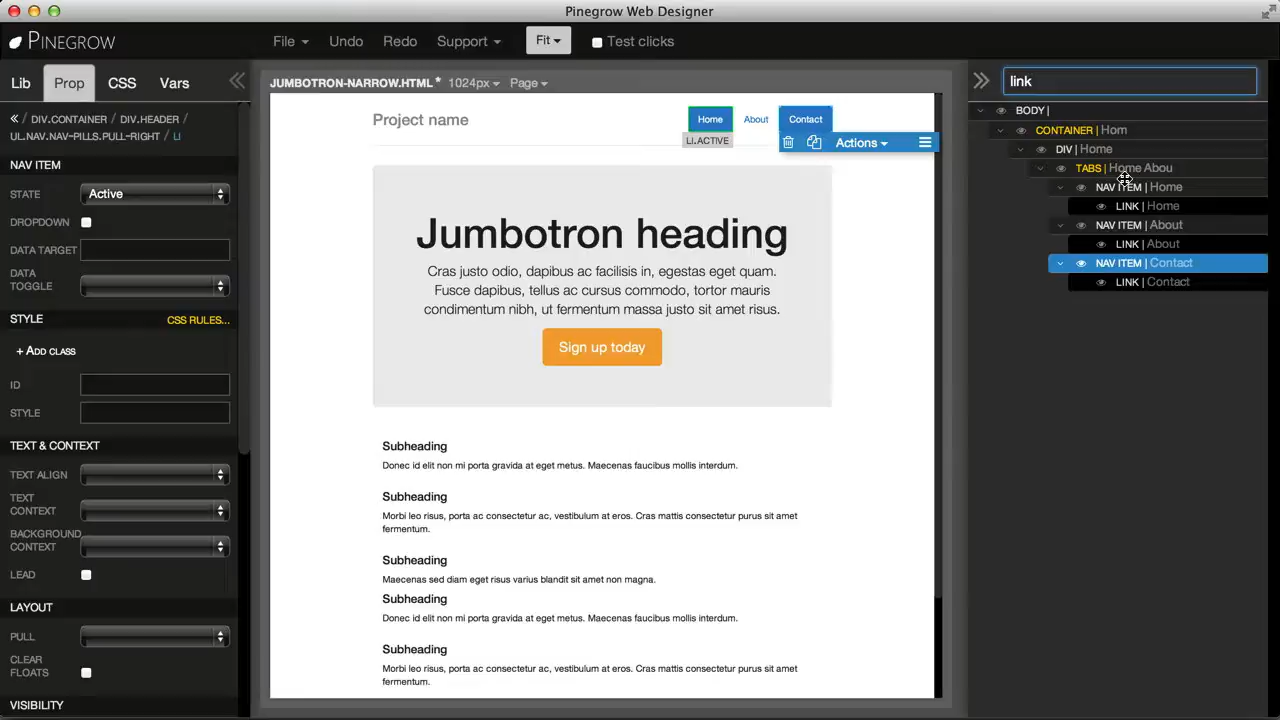 Pinegrow Web Designer
PINEGROW File Undo Redo Support Fit Test clicks
Lib Prop CSS Vars
« / DIV.CONTAINER / DIV.HEADER /
UL.NAV.NAV-PILLS.PULL-RIGHT / LI
NAV ITEM
STATE Active
DROPDOWN
DATA TARGET
DATA
TOGGLE
STYLE CSS RULES...
+ ADD CLASS
ID
STYLE
TEXT & CONTEXT
TEXT ALIGN
TEXT
CONTEXT
BACKGROUND
CONTEXT
LEAD
LAYOUT
PULL
CLEAR
FLOATS
VISIBILITY
JUMBOTRON-NARROW.HTML * 1024px Page
Project name Home About Contact
LI.ACTIVE Actions
Jumbotron heading
Cras justo odio, dapibus ac facilisis in, egestas eget quam.
Fusce dapibus, tellus ac cursus commodo, tortor mauris
condimentum nibh, ut fermentum massa justo sit amet risus.
Sign up today
Subheading
Donec id elit non mi porta gravida at eget metus. Maecenas faucibus mollis interdum.
Subheading
Morbi leo risus, porta ac consectetur ac, vestibulum at eros. Cras mattis consectetur purus sit amet
fermentum.
Subheading
Maecenas sed diam eget risus varius blandit sit amet non magna.
Subheading
Donec id elit non mi porta gravida at eget metus. Maecenas faucibus mollis interdum.
Subheading
Morbi leo risus, porta ac consectetur ac, vestibulum at eros. Cras mattis consectetur purus sit amet
fermentum.
link
BODY |
CONTAINER | Hom
DIV | Home
TABS | Home Abou
NAV ITEM | Home
LINK | Home
NAV ITEM | About
LINK | About
NAV ITEM | Contact
LINK | Contact